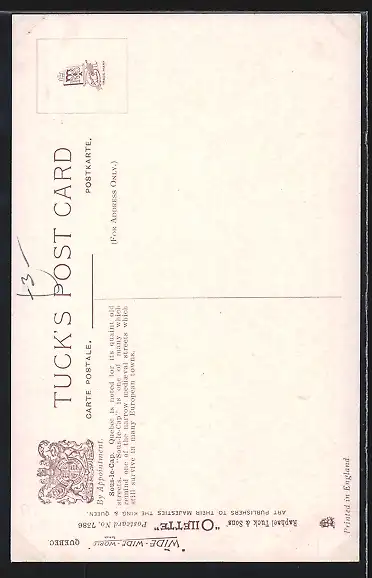 TUCK'S POST CARD
CARTE POSTALE. POSTKARTE.
(FOR ADDRESS ONLY.)
By Appointment.
Sous-le-Cap. Quebec is noted for its quaint old
streets. "Sous-le-Cap" is one of many which
remind one of the narrow mediæval streets which
still survive in many European towns.
Raphael Tuck & Sons' "OILETTE" Postcard No. 7386
ART PUBLISHERS TO THEIR MAJESTIES THE KING & QUEEN.
"WIDE-WIDE-WORLD" QUEBEC
Printed in England.